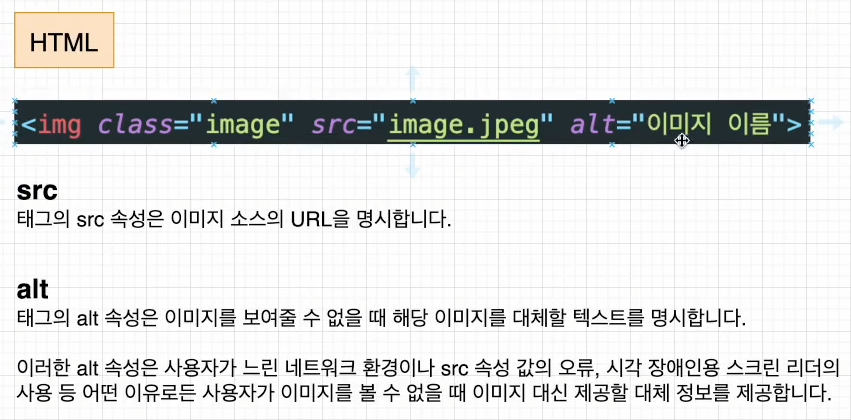 HTML
<img class="image" src="image.jpeg" alt="이미지 이름">
src
태그의 src 속성은 이미지 소스의 URL을 명시합니다.
alt
태그의 alt 속성은 이미지를 보여줄 수 없을 때 해당 이미지를 대체할 텍스트를 명시합니다.
이러한 alt 속성은 사용자가 느린 네트워크 환경이나 src 속성 값의 오류, 시각 장애인용 스크린 리더의
사용 등 어떤 이유로든 사용자가 이미지를 볼 수 없을 때 이미지 대신 제공할 대체 정보를 제공합니다.